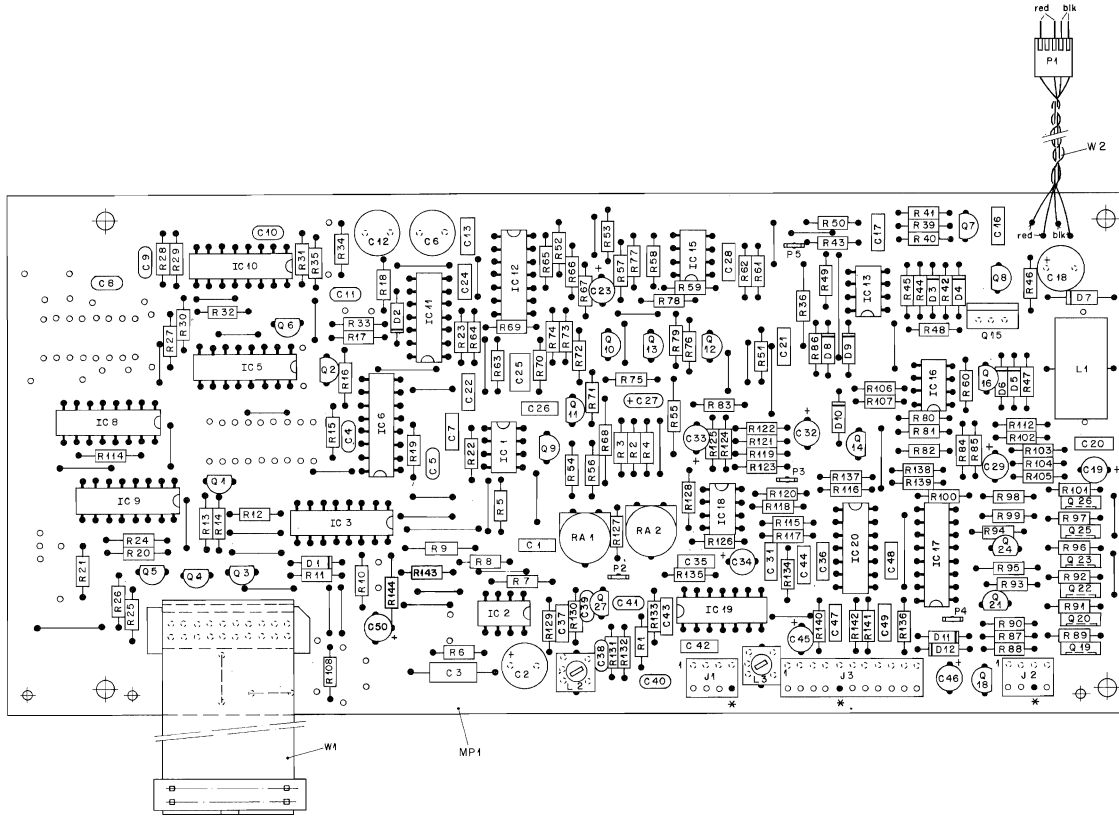 red blk
P1
W2
R50
R41
R39
R40
Q7
C16
C17
R43
P5
red blk
C10
C12
C6
C13
R34
R31
R35
R28
R29
C9
C8
IC10
R18
IC11
C24
IC12
R65
R52
R66
R67
R53
C23
R57
R77
R58
IC15
R59
R78
C28
R62
R61
R49
R36
IC13
R45
R44
D3
R42
D4
Q8
R46
C18
D7
C11
D2
R32
Q6
R33
R17
R30
R27
R23
R64
R69
R74
R73
R72
R70
R63
C25
Q10
Q13
R79
R76
Q12
R51
C21
R86
D8
D9
R48
Q15
L1
IC5
Q2
R16
IC6
C22
R75
R71
Q11
C26
+C27
R55
R83
R106
R107
IC16
R60
Q16
D6
D5
R47
IC8
R114
R15
C4
R19
C7
C5
R22
IC1
Q9
R68
R54
R56
R3
R2
R4
C33
R125
R124
R122
R121
R119
R123
C32
D10
Q14
R80
R81
R82
R84
R85
C29
R112
R102
R103
R104
R105
C20
C19
IC9
Q1
R13
R14
R12
IC3
R5
R128
IC18
P3
R120
R118
R115
R117
R137
R116
R138
R139
R100
R98
R99
R101
Q26
R97
Q25
R24
R20
R21
Q5
Q4
Q3
D1
R11
R10
R144
R9
R143
R8
R7
C1
RA1
R127
RA2
R126
P2
C35
R135
C34
C31
R134
C44
C36
IC20
C48
IC17
R94
Q24
R95
R93
R96
Q23
R92
Q22
Q21
P4
R91
Q20
R26
R25
C50
IC2
R129
C37
R130
C39
Q27
C41
R133
C43
IC19
C45
R140
C47
R142
R141
C49
R136
D11
D12
R90
R87
R88
R89
Q19
R108
R6
C3
C2
L2
C38
R131
R132
R1
C40
C42
1 J1
L3
1 J3
C46
Q18
1 J2
* * *
W1
MP1